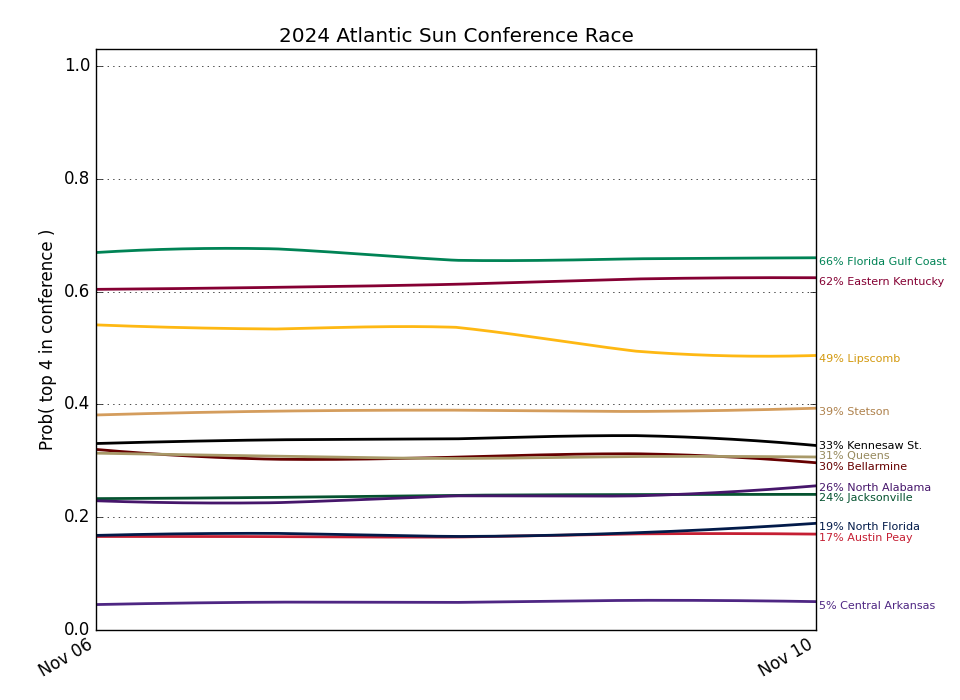 2024 Atlantic Sun Conference Race
Prob( top 4 in conference )
1.0
0.8
0.6
0.4
0.2
0.0
Nov 06
Nov 10
66% Florida Gulf Coast
62% Eastern Kentucky
49% Lipscomb
39% Stetson
33% Kennesaw St.
31% Queens
30% Bellarmine
26% North Alabama
24% Jacksonville
19% North Florida
17% Austin Peay
5% Central Arkansas